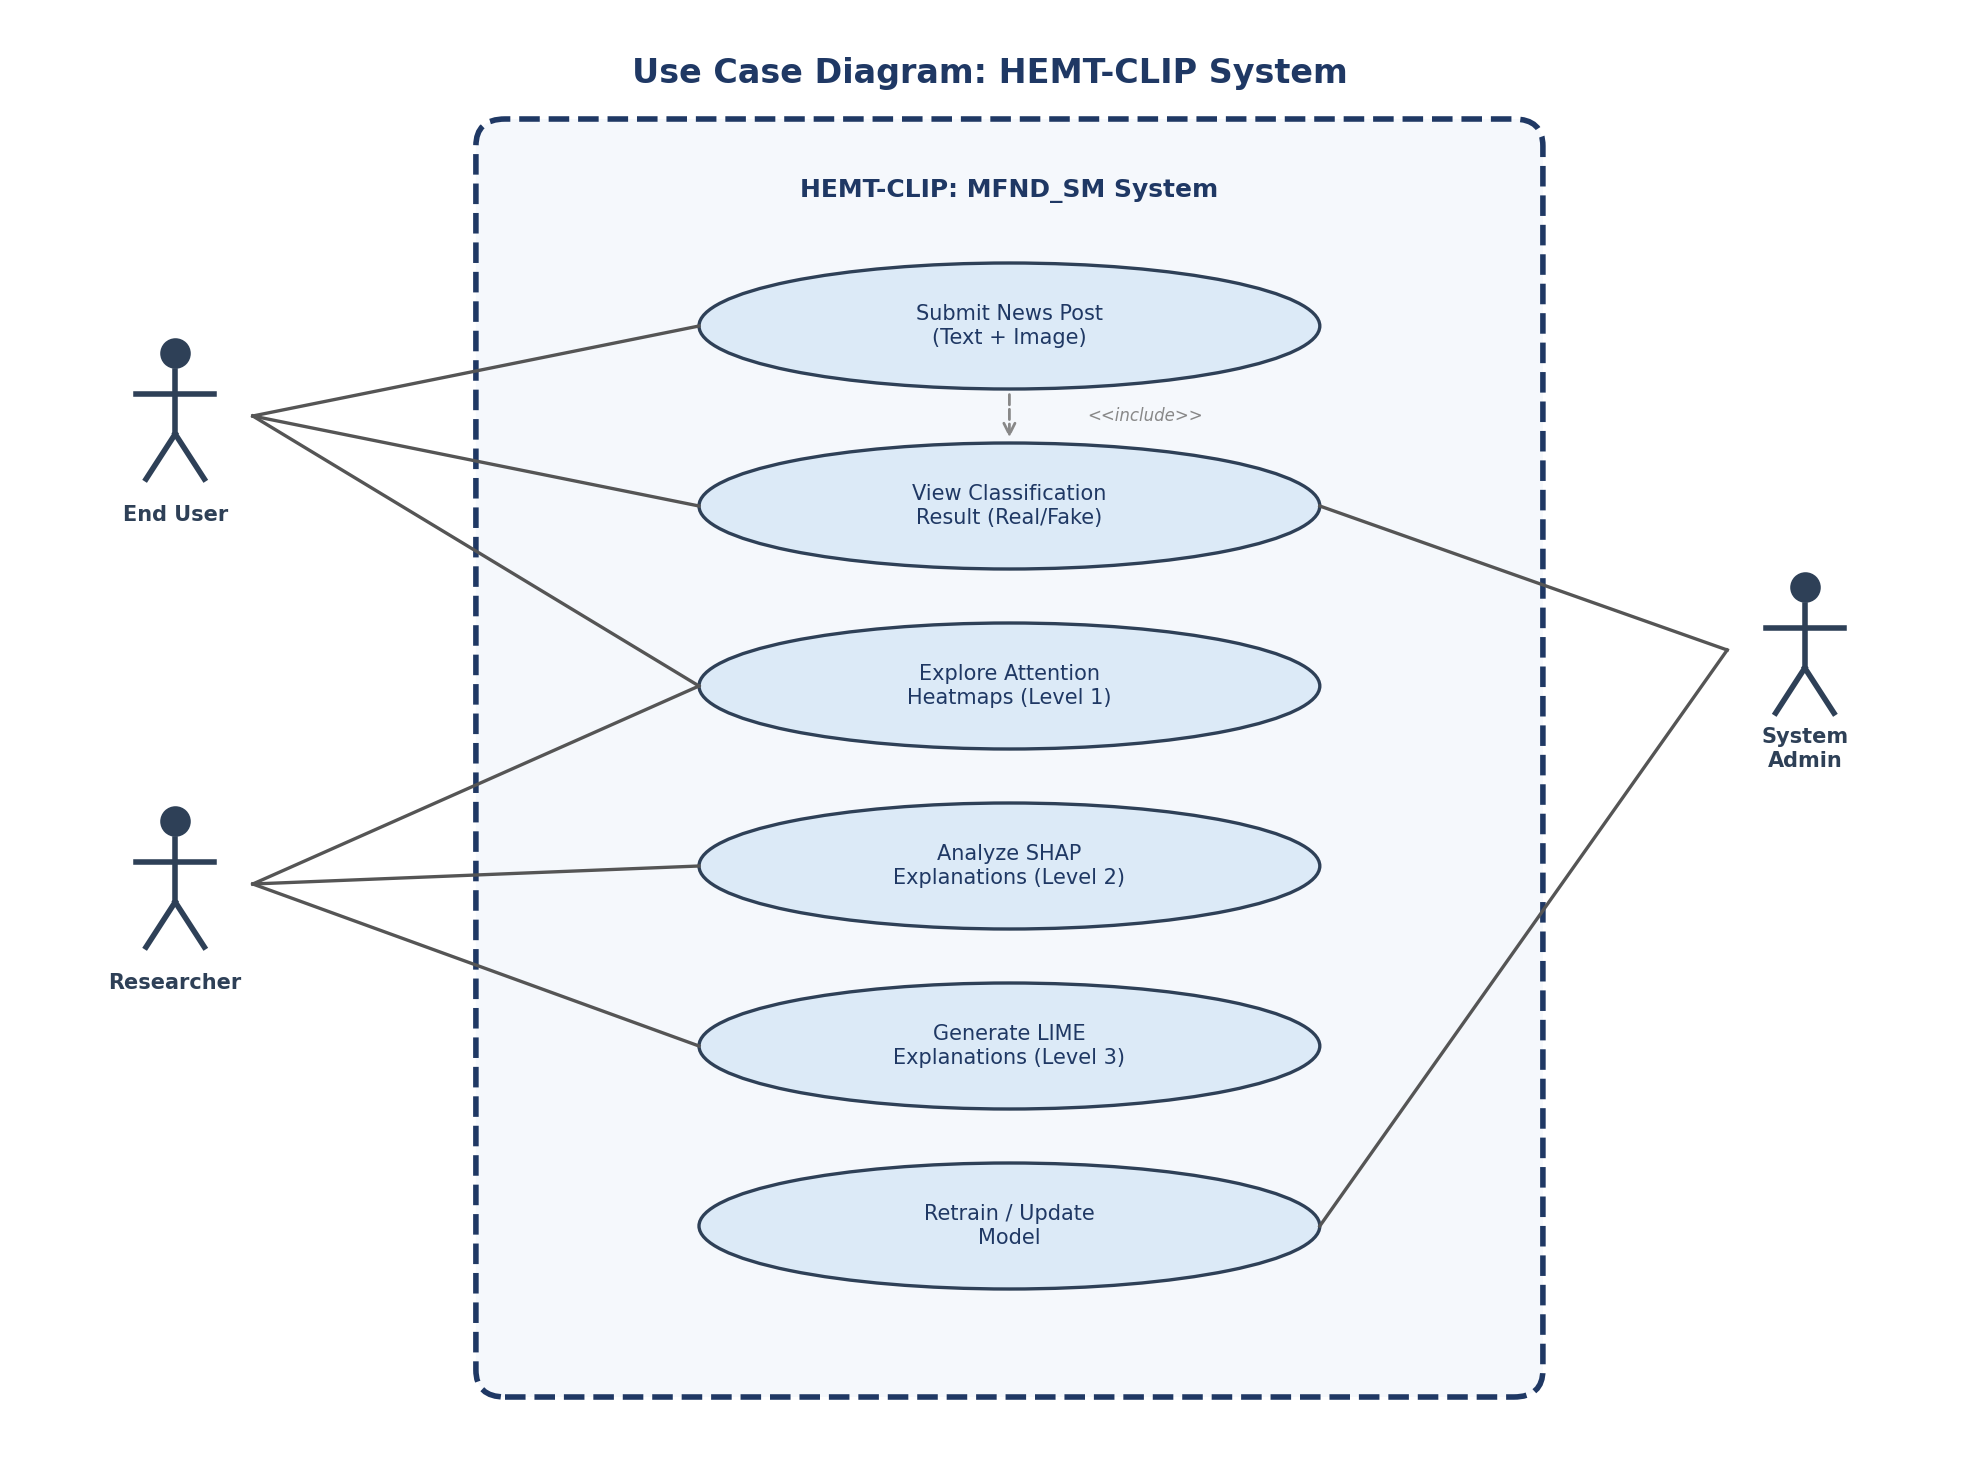 Use Case Diagram: HEMT-CLIP System
HEMT-CLIP: MFND_SM System
Submit News Post
(Text + Image)
<<include>>
View Classification
Result (Real/Fake)
End User
Explore Attention
Heatmaps (Level 1)
System
Admin
Analyze SHAP
Explanations (Level 2)
Researcher
Generate LIME
Explanations (Level 3)
Retrain / Update
Model